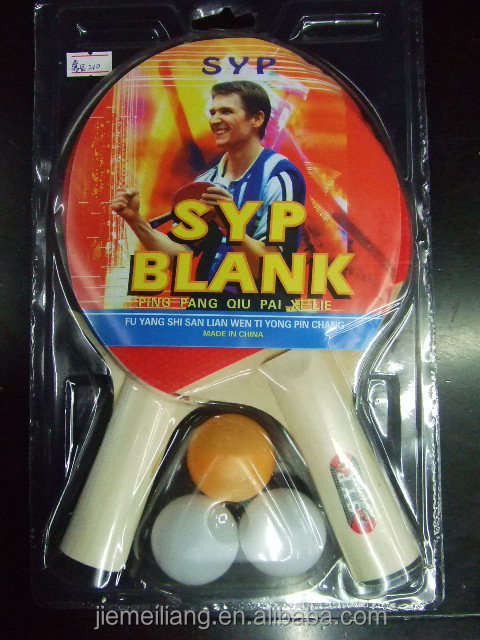 SYP
SYP
BLANK
PING PANG QIU PAI XI LIE
FU YANG SHI SAN LIAN WEN TI YONG PIN CHANG
MADE IN CHINA
jiemeiliang.en.alibaba.com